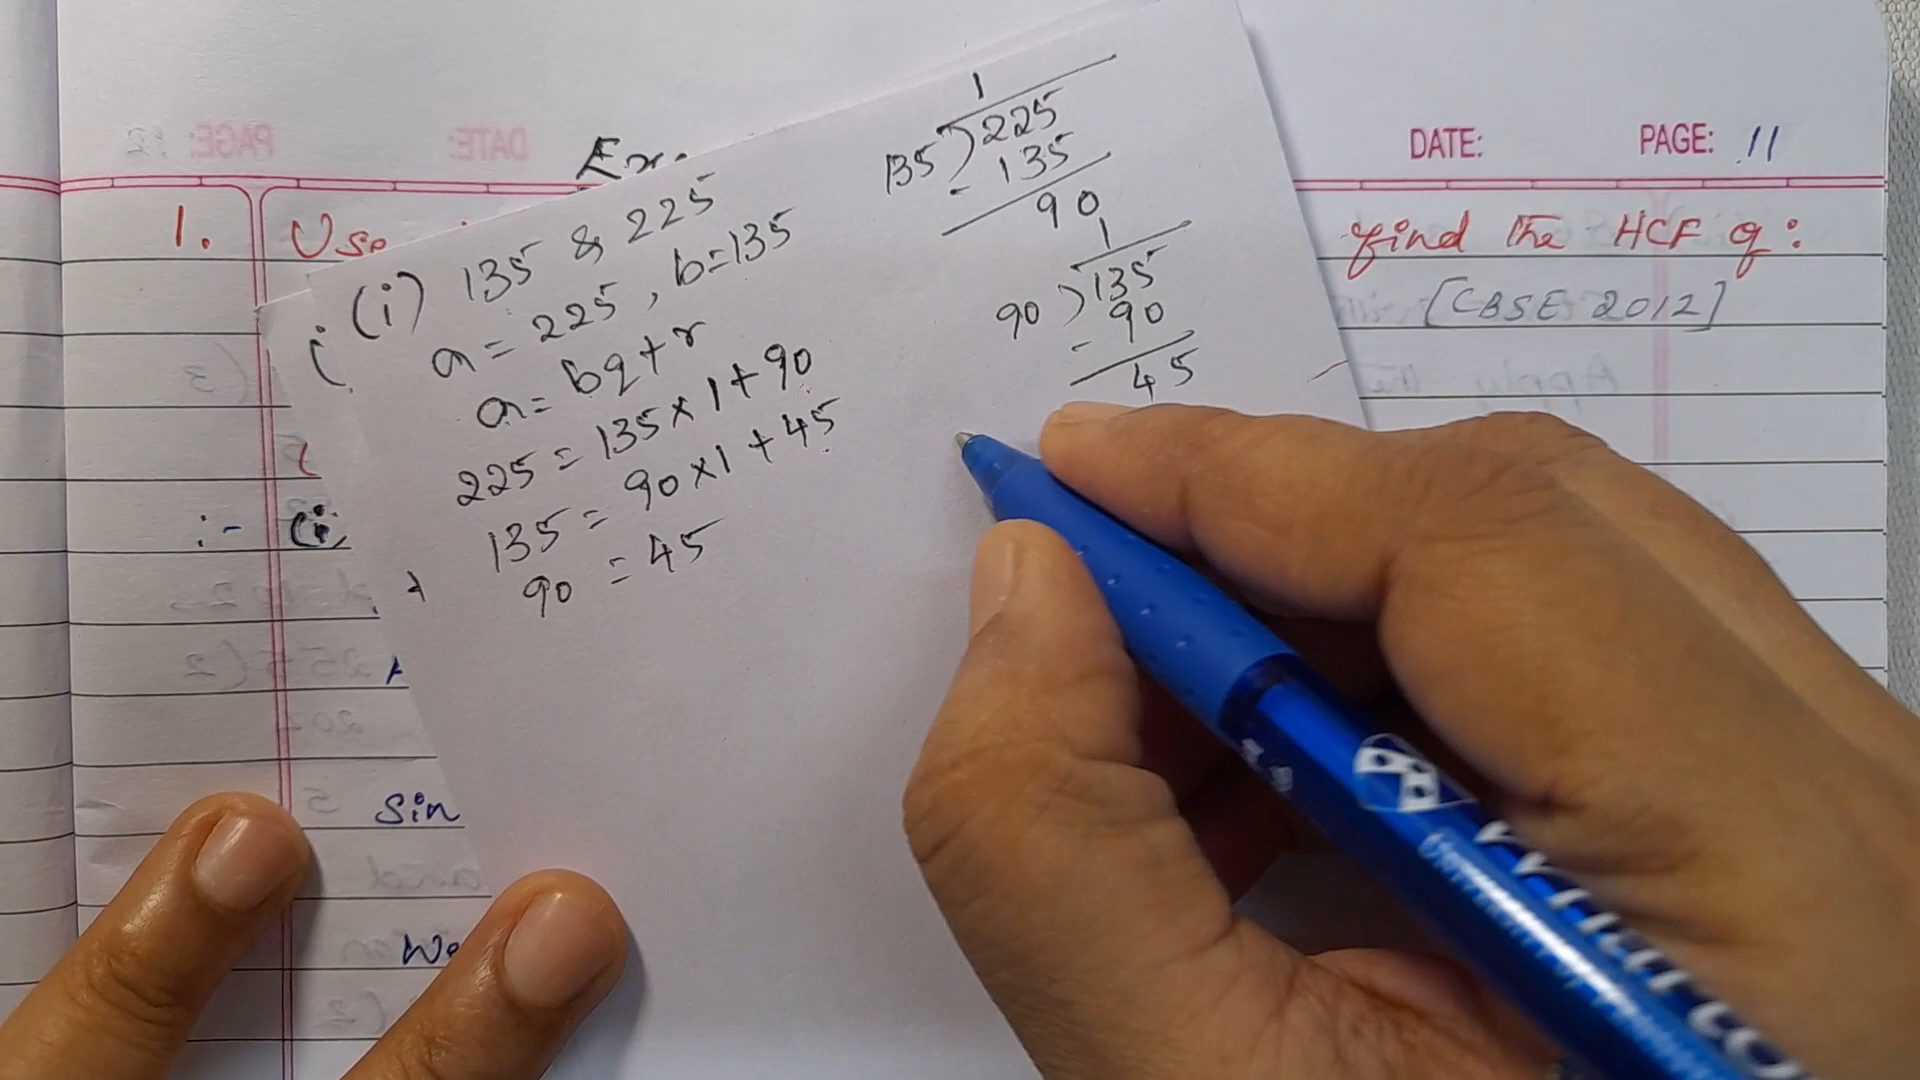 DATE: PAGE: 11
1. Use find the HCF of:
[CBSE 2012]
(i) 135 & 225
a = 225, b=135
a = bq + r
225 = 135 × 1 + 90
135 = 90 × 1 + 45
90 = 45
1
135 ) 225
- 135
90
1
90 ) 135
- 90
45
:- (i)
Sin
We